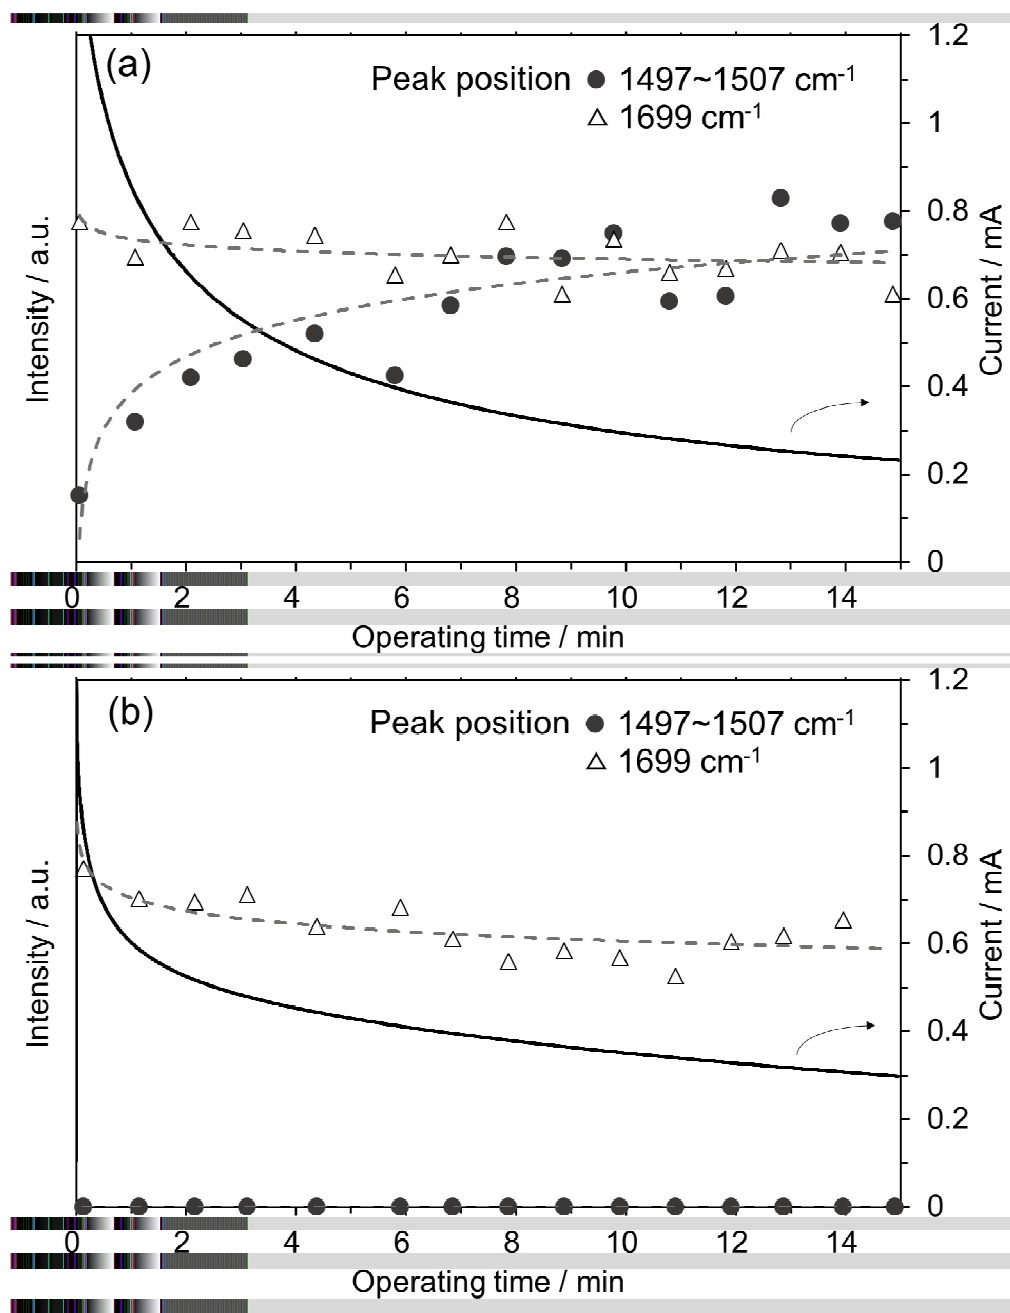 (a)
Peak position ● 1497~1507 cm-1
△ 1699 cm-1
Intensity / a.u.
Current / mA
1.2
1
0.8
0.6
0.4
0.2
0
0 2 4 6 8 10 12 14
Operating time / min
(b)
Peak position ● 1497~1507 cm-1
△ 1699 cm-1
Intensity / a.u.
Current / mA
1.2
1
0.8
0.6
0.4
0.2
0
0 2 4 6 8 10 12 14
Operating time / min